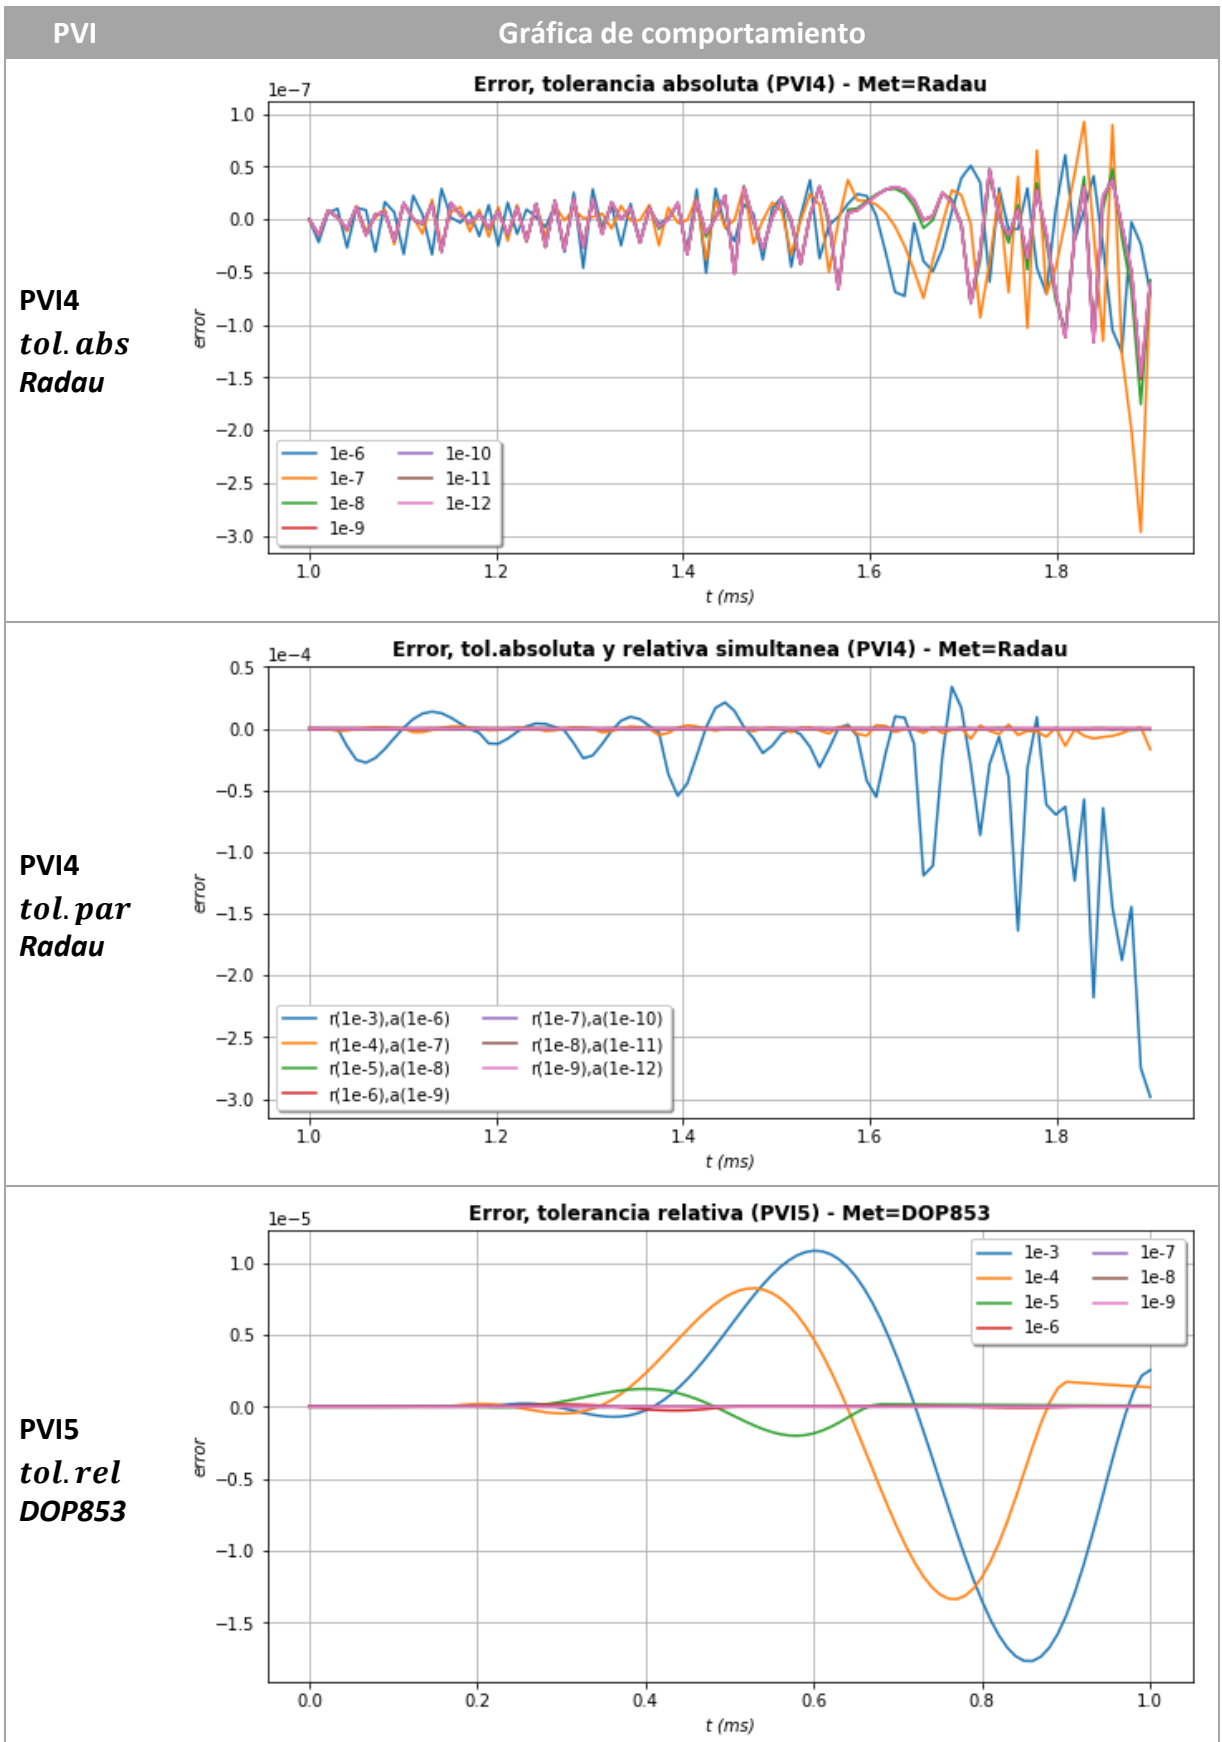 PVI Gráfica de comportamiento
PVI4
tol.abs
Radau
Error, tolerancia absoluta (PVI4) - Met=Radau
1e−7
1.0
0.5
0.0
−0.5
−1.0
−1.5
−2.0
−2.5
−3.0
error
1e-6 1e-10
1e-7 1e-11
1e-8 1e-12
1e-9
1.0 1.2 1.4 1.6 1.8
t (ms)
PVI4
tol.par
Radau
Error, tol.absoluta y relativa simultanea (PVI4) - Met=Radau
1e−4
0.5
0.0
−0.5
−1.0
−1.5
−2.0
−2.5
−3.0
error
r(1e-3),a(1e-6) r(1e-7),a(1e-10)
r(1e-4),a(1e-7) r(1e-8),a(1e-11)
r(1e-5),a(1e-8) r(1e-9),a(1e-12)
r(1e-6),a(1e-9)
1.0 1.2 1.4 1.6 1.8
t (ms)
PVI5
tol.rel
DOP853
Error, tolerancia relativa (PVI5) - Met=DOP853
1e−5
1.0
0.5
0.0
−0.5
−1.0
−1.5
error
1e-3 1e-7
1e-4 1e-8
1e-5 1e-9
1e-6
0.0 0.2 0.4 0.6 0.8 1.0
t (ms)